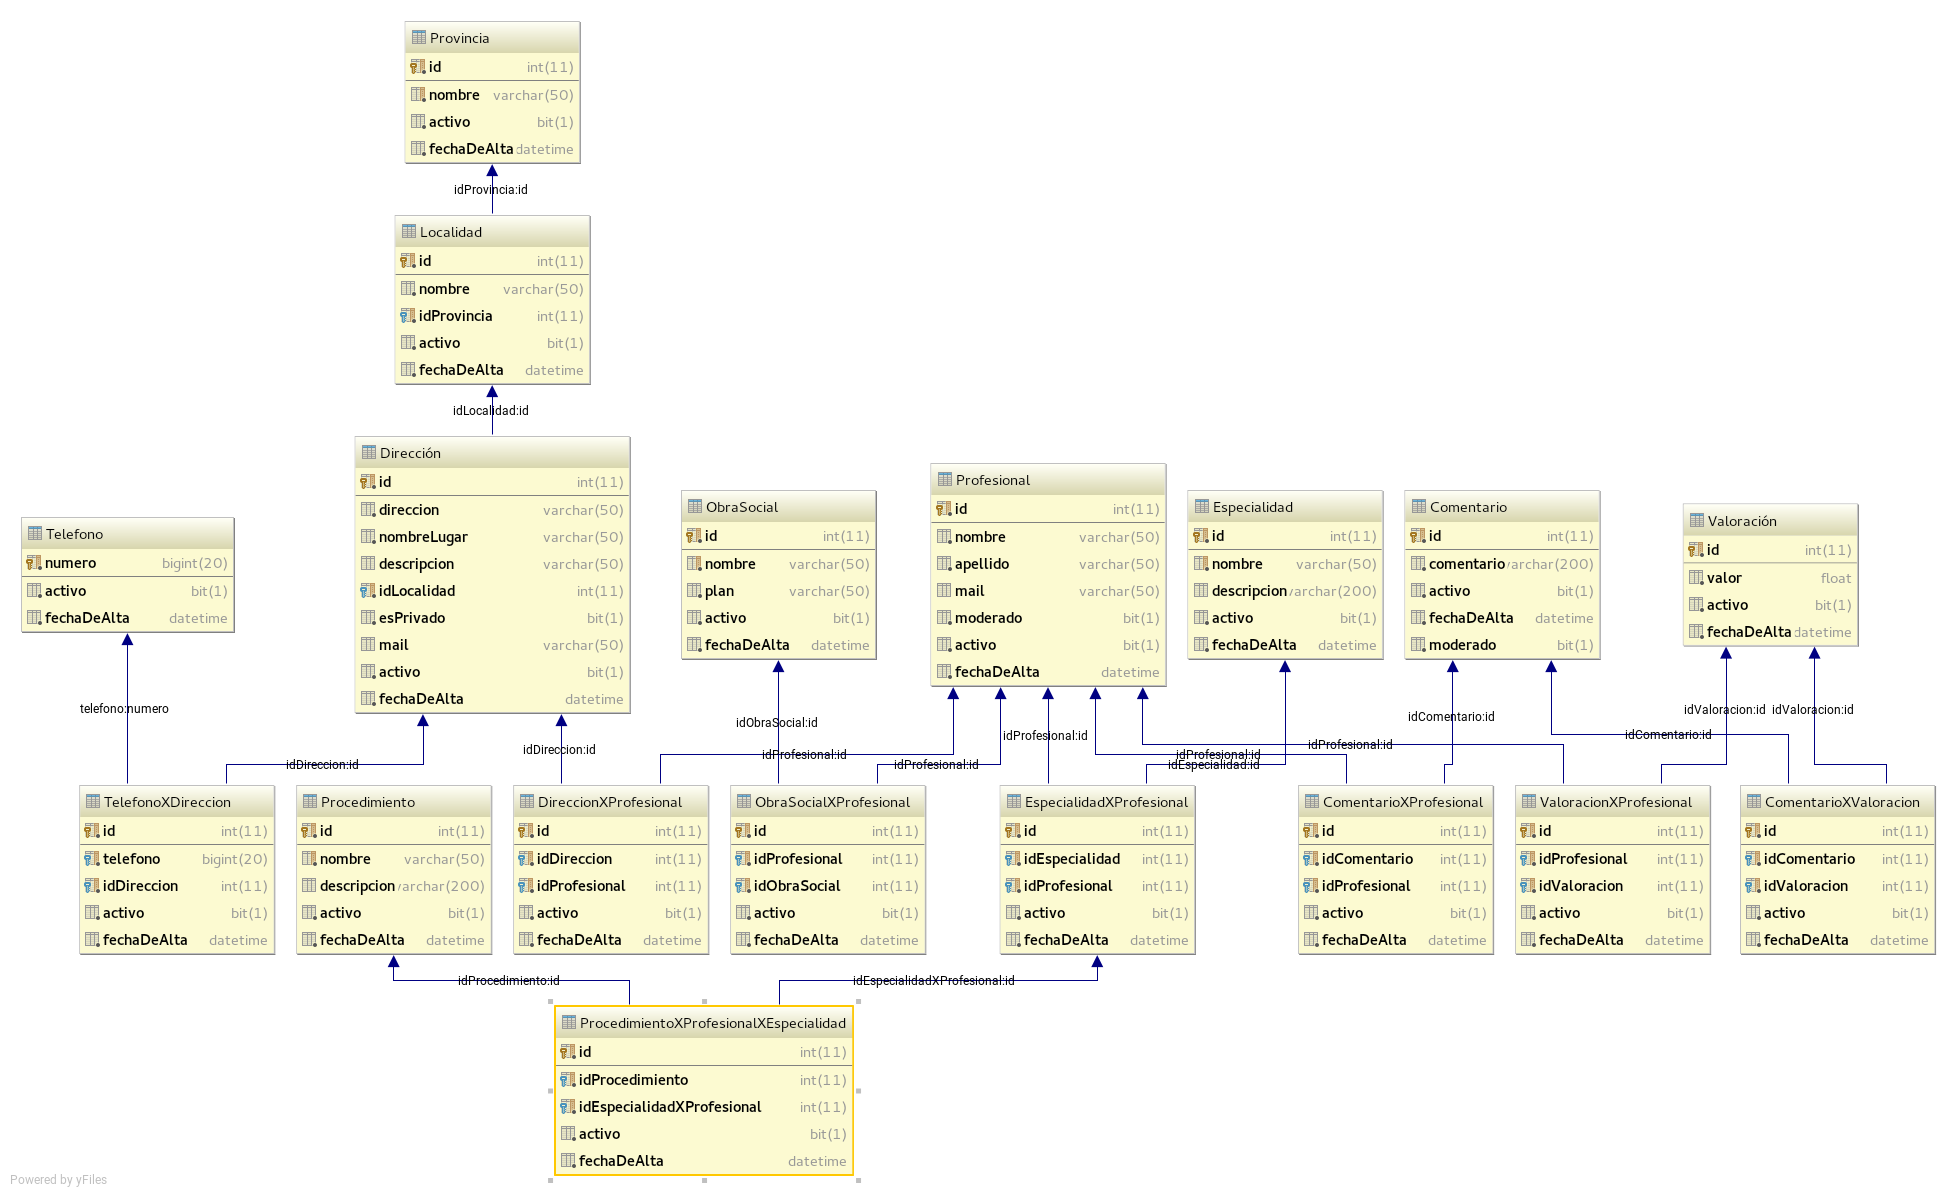 Provincia
id int(11)
nombre varchar(50)
activo bit(1)
fechaDeAlta datetime
idProvincia:id
Localidad
id int(11)
nombre varchar(50)
idProvincia int(11)
activo bit(1)
fechaDeAlta datetime
idLocalidad:id
Dirección
id int(11)
direccion varchar(50)
nombreLugar varchar(50)
descripcion varchar(50)
idLocalidad int(11)
esPrivado bit(1)
mail varchar(50)
activo bit(1)
fechaDeAlta datetime
Telefono
numero bigint(20)
activo bit(1)
fechaDeAlta datetime
ObraSocial
id int(11)
nombre varchar(50)
plan varchar(50)
activo bit(1)
fechaDeAlta datetime
Profesional
id int(11)
nombre varchar(50)
apellido varchar(50)
mail varchar(50)
moderado bit(1)
activo bit(1)
fechaDeAlta datetime
Especialidad
id int(11)
nombre varchar(50)
descripcion varchar(200)
activo bit(1)
fechaDeAlta datetime
Comentario
id int(11)
comentario varchar(200)
activo bit(1)
fechaDeAlta datetime
moderado bit(1)
Valoración
id int(11)
valor float
activo bit(1)
fechaDeAlta datetime
telefono:numero
idDireccion:id
idDireccion:id
idObraSocial:id
idProfesional:id
idProfesional:id
idProfesional:id
idProfesional:id
idEspecialidad:id
idProfesional:id
idComentario:id
idComentario:id
idValoracion:id
idValoracion:id
TelefonoXDireccion
id int(11)
telefono bigint(20)
idDireccion int(11)
activo bit(1)
fechaDeAlta datetime
Procedimiento
id int(11)
nombre varchar(50)
descripcion varchar(200)
activo bit(1)
fechaDeAlta datetime
DireccionXProfesional
id int(11)
idDireccion int(11)
idProfesional int(11)
activo bit(1)
fechaDeAlta datetime
ObraSocialXProfesional
id int(11)
idProfesional int(11)
idObraSocial int(11)
activo bit(1)
fechaDeAlta datetime
EspecialidadXProfesional
id int(11)
idEspecialidad int(11)
idProfesional int(11)
activo bit(1)
fechaDeAlta datetime
ComentarioXProfesional
id int(11)
idComentario int(11)
idProfesional int(11)
activo bit(1)
fechaDeAlta datetime
ValoracionXProfesional
id int(11)
idProfesional int(11)
idValoracion int(11)
activo bit(1)
fechaDeAlta datetime
ComentarioXValoracion
id int(11)
idComentario int(11)
idValoracion int(11)
activo bit(1)
fechaDeAlta datetime
idProcedimiento:id
idEspecialidadXProfesional:id
ProcedimientoXProfesionalXEspecialidad
id int(11)
idProcedimiento int(11)
idEspecialidadXProfesional int(11)
activo bit(1)
fechaDeAlta datetime
Powered by yFiles